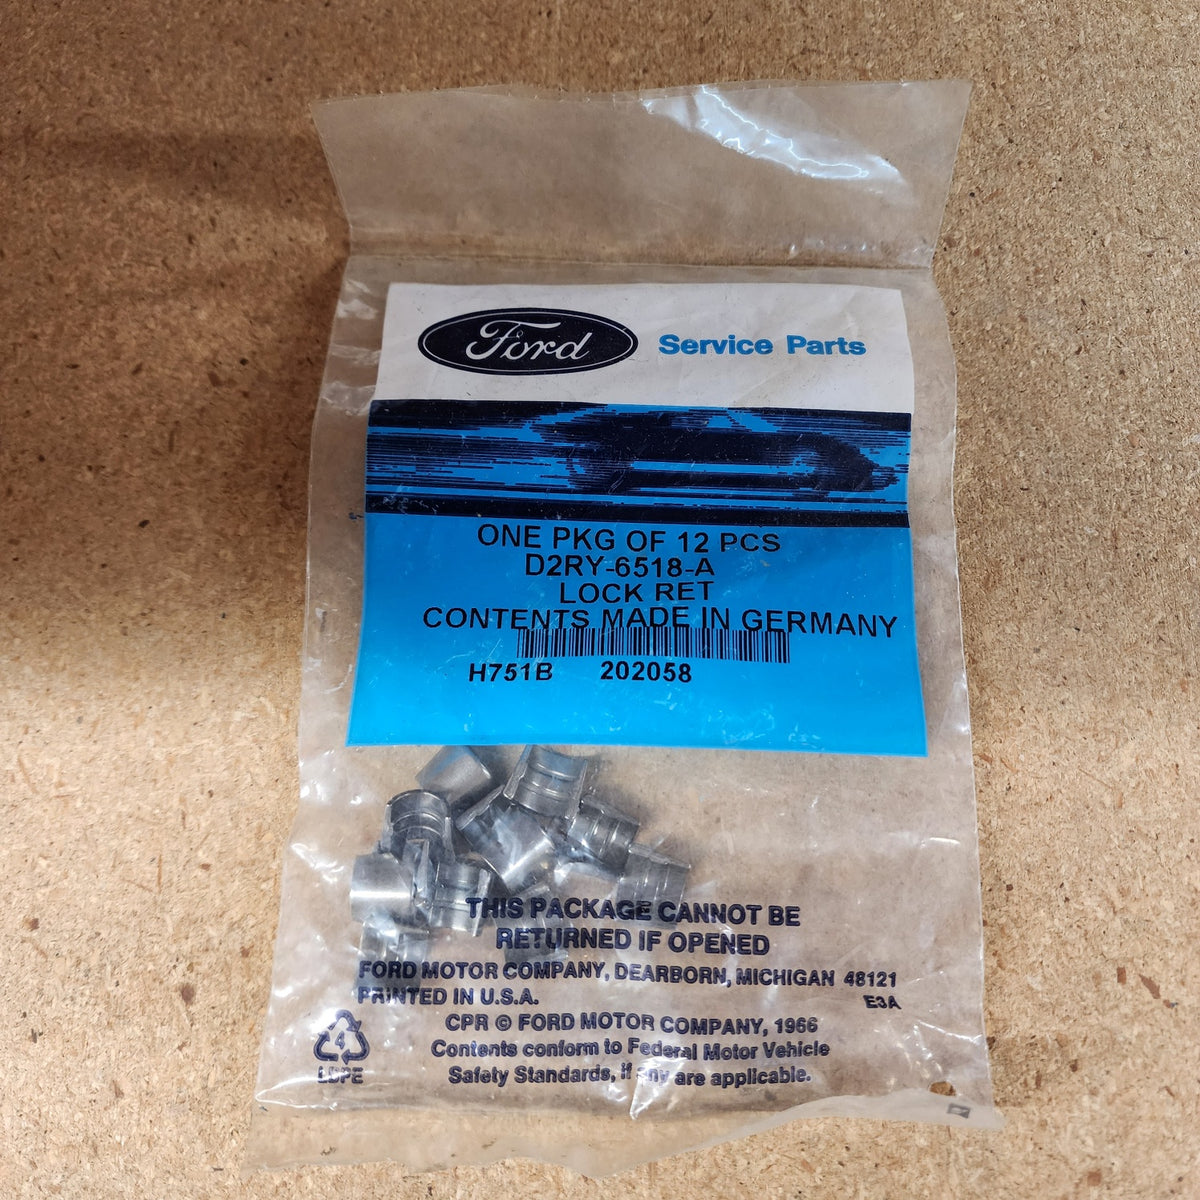 Ford Service Parts
ONE PKG OF 12 PCS
D2RY-6518-A
LOCK RET
CONTENTS MADE IN GERMANY
H751B 202058
THIS PACKAGE CANNOT BE
RETURNED IF OPENED
FORD MOTOR COMPANY, DEARBORN, MICHIGAN 48121
PRINTED IN U.S.A. E3A
CPR © FORD MOTOR COMPANY, 1966
Contents conform to Federal Motor Vehicle
Safety Standards, if any are applicable.
4
LDPE